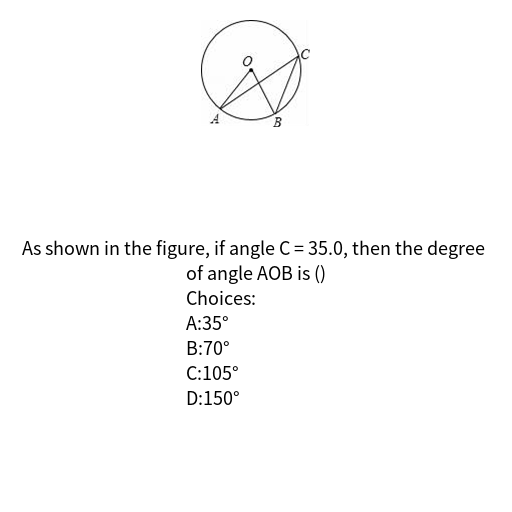 O
C
A
B
As shown in the figure, if angle C = 35.0, then the degree
of angle AOB is ()
Choices:
A:35°
B:70°
C:105°
D:150°